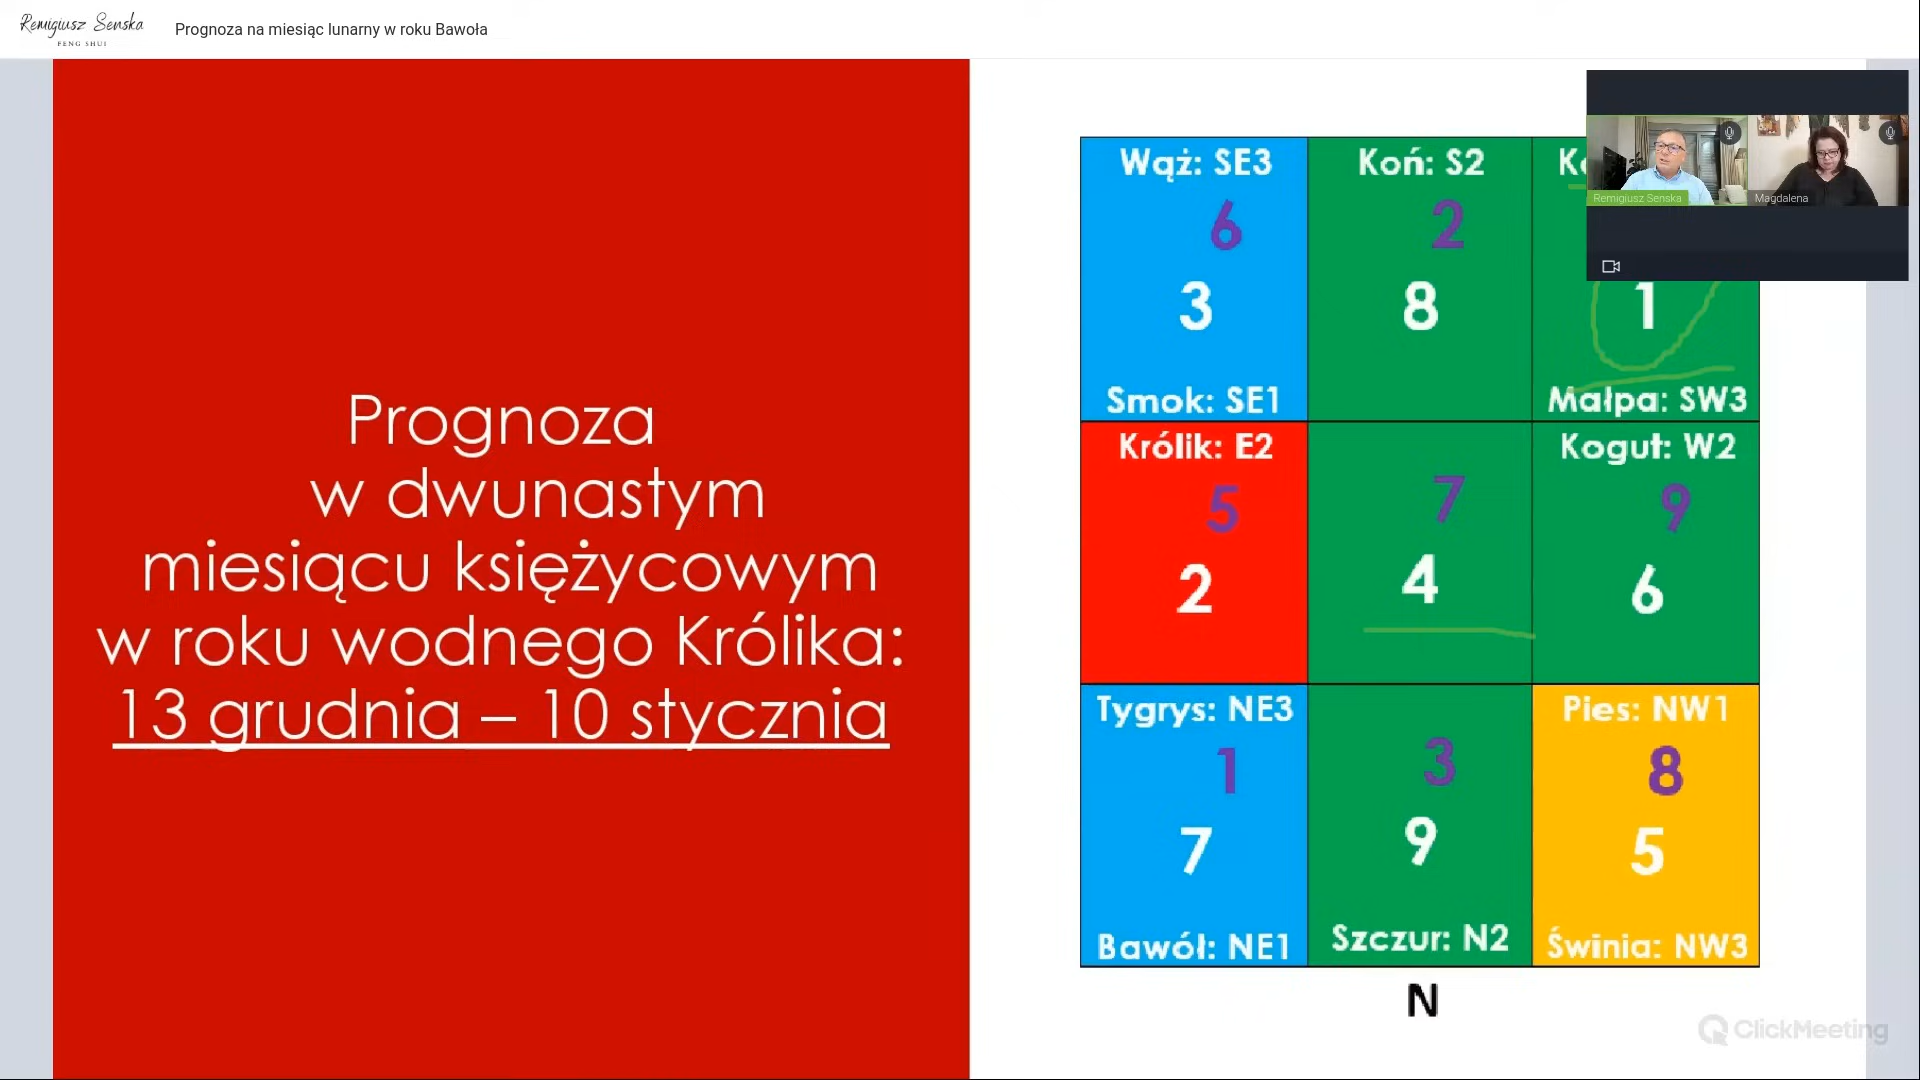 Remigiusz Senska
FENG SHUI
Prognoza na miesiąc lunarny w roku Bawoła
Prognoza
w dwunastym
miesiącu księżycowym
w roku wodnego Królika:
13 grudnia – 10 stycznia
Wąż: SE3
6
3
Smok: SE1
Koń: S2
2
8
1
Małpa: SW3
Królik: E2
5
2
7
4
Kogut: W2
9
6
Tygrys: NE3
1
7
Bawół: NE1
3
9
Szczur: N2
Pies: NW1
8
5
Świnia: NW3
N
Remigiusz Senska
Magdalena
ClickMeeting